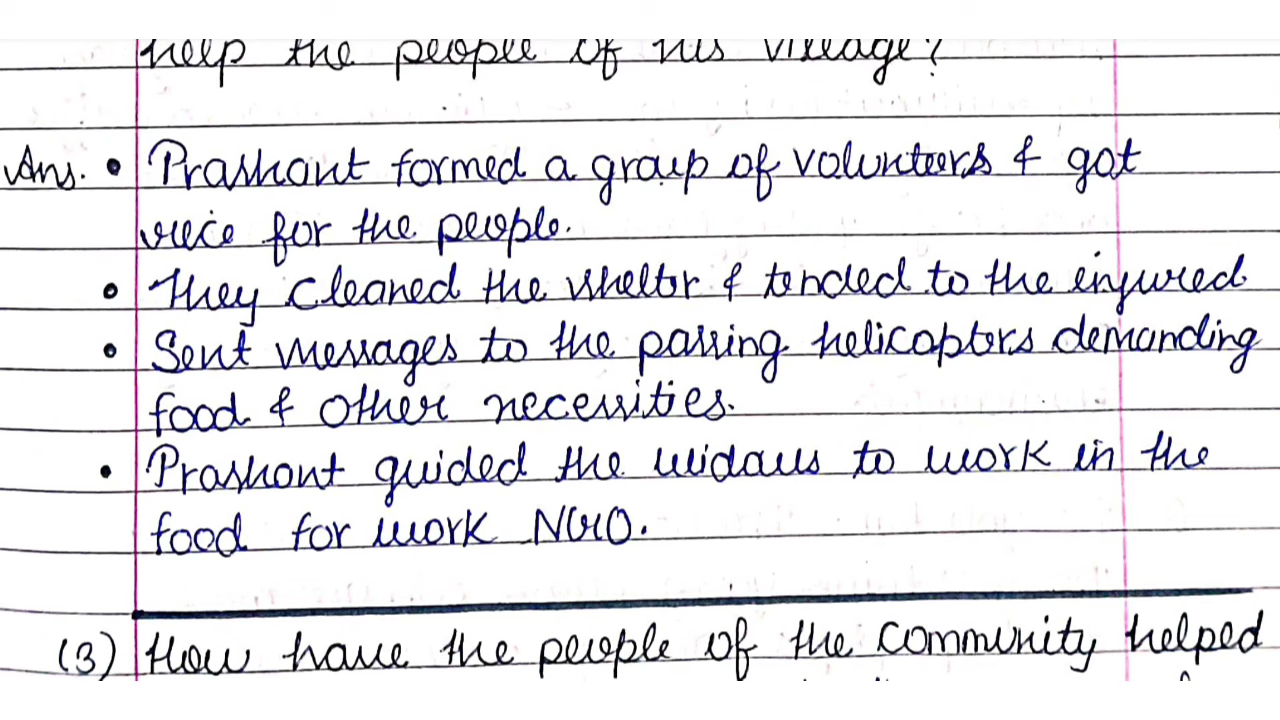 help the people of his village?
Ans. • Prashant formed a group of volunteers & got
rice for the people.
• They cleaned the shelter & tended to the injured.
• Sent messages to the passing helicopters demanding
food & other necessities.
• Prashant guided the widows to work in the
food for work NGO.
(3) How have the people of the community helped